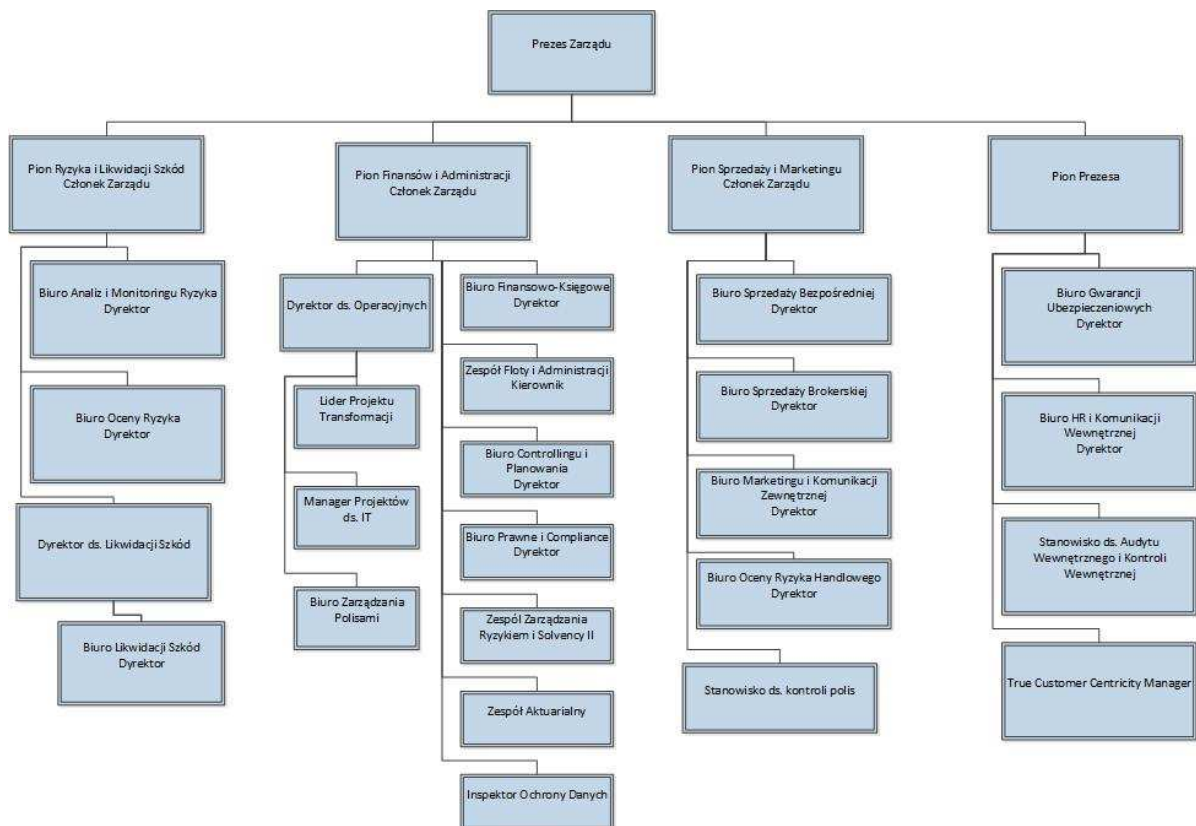 Prezes Zarządu
Pion Ryzyka i Likwidacji Szkód
Członek Zarządu
Pion Finansów i Administracji
Członek Zarządu
Pion Sprzedaży i Marketingu
Członek Zarządu
Pion Prezesa
Biuro Analiz i Monitoringu Ryzyka
Dyrektor
Biuro Oceny Ryzyka
Dyrektor
Dyrektor ds. Likwidacji Szkód
Biuro Likwidacji Szkód
Dyrektor
Dyrektor ds. Operacyjnych
Lider Projektu
Transformacji
Manager Projektów
ds. IT
Biuro Zarządzania
Polisami
Biuro Finansowo-Księgowe
Dyrektor
Zespół Floty i Administracji
Kierownik
Biuro Controllingu i
Planowania
Dyrektor
Biuro Prawne i Compliance
Dyrektor
Zespól Zarządzania
Ryzykiem i Solvency II
Zespół Aktuarialny
Inspektor Ochrony Danych
Biuro Sprzedaży Bezpośredniej
Dyrektor
Biuro Sprzedaży Brokerskiej
Dyrektor
Biuro Marketingu i Komunikacji
Zewnętrznej
Dyrektor
Biuro Oceny Ryzyka Handlowego
Dyrektor
Stanowisko ds. kontroli polis
Biuro Gwarancji
Ubezpieczeniowych
Dyrektor
Biuro HR i Komunikacji
Wewnętrznej
Dyrektor
Stanowisko ds. Audytu
Wewnętrznego i Kontroli
Wewnętrznej
True Customer Centricity Manager